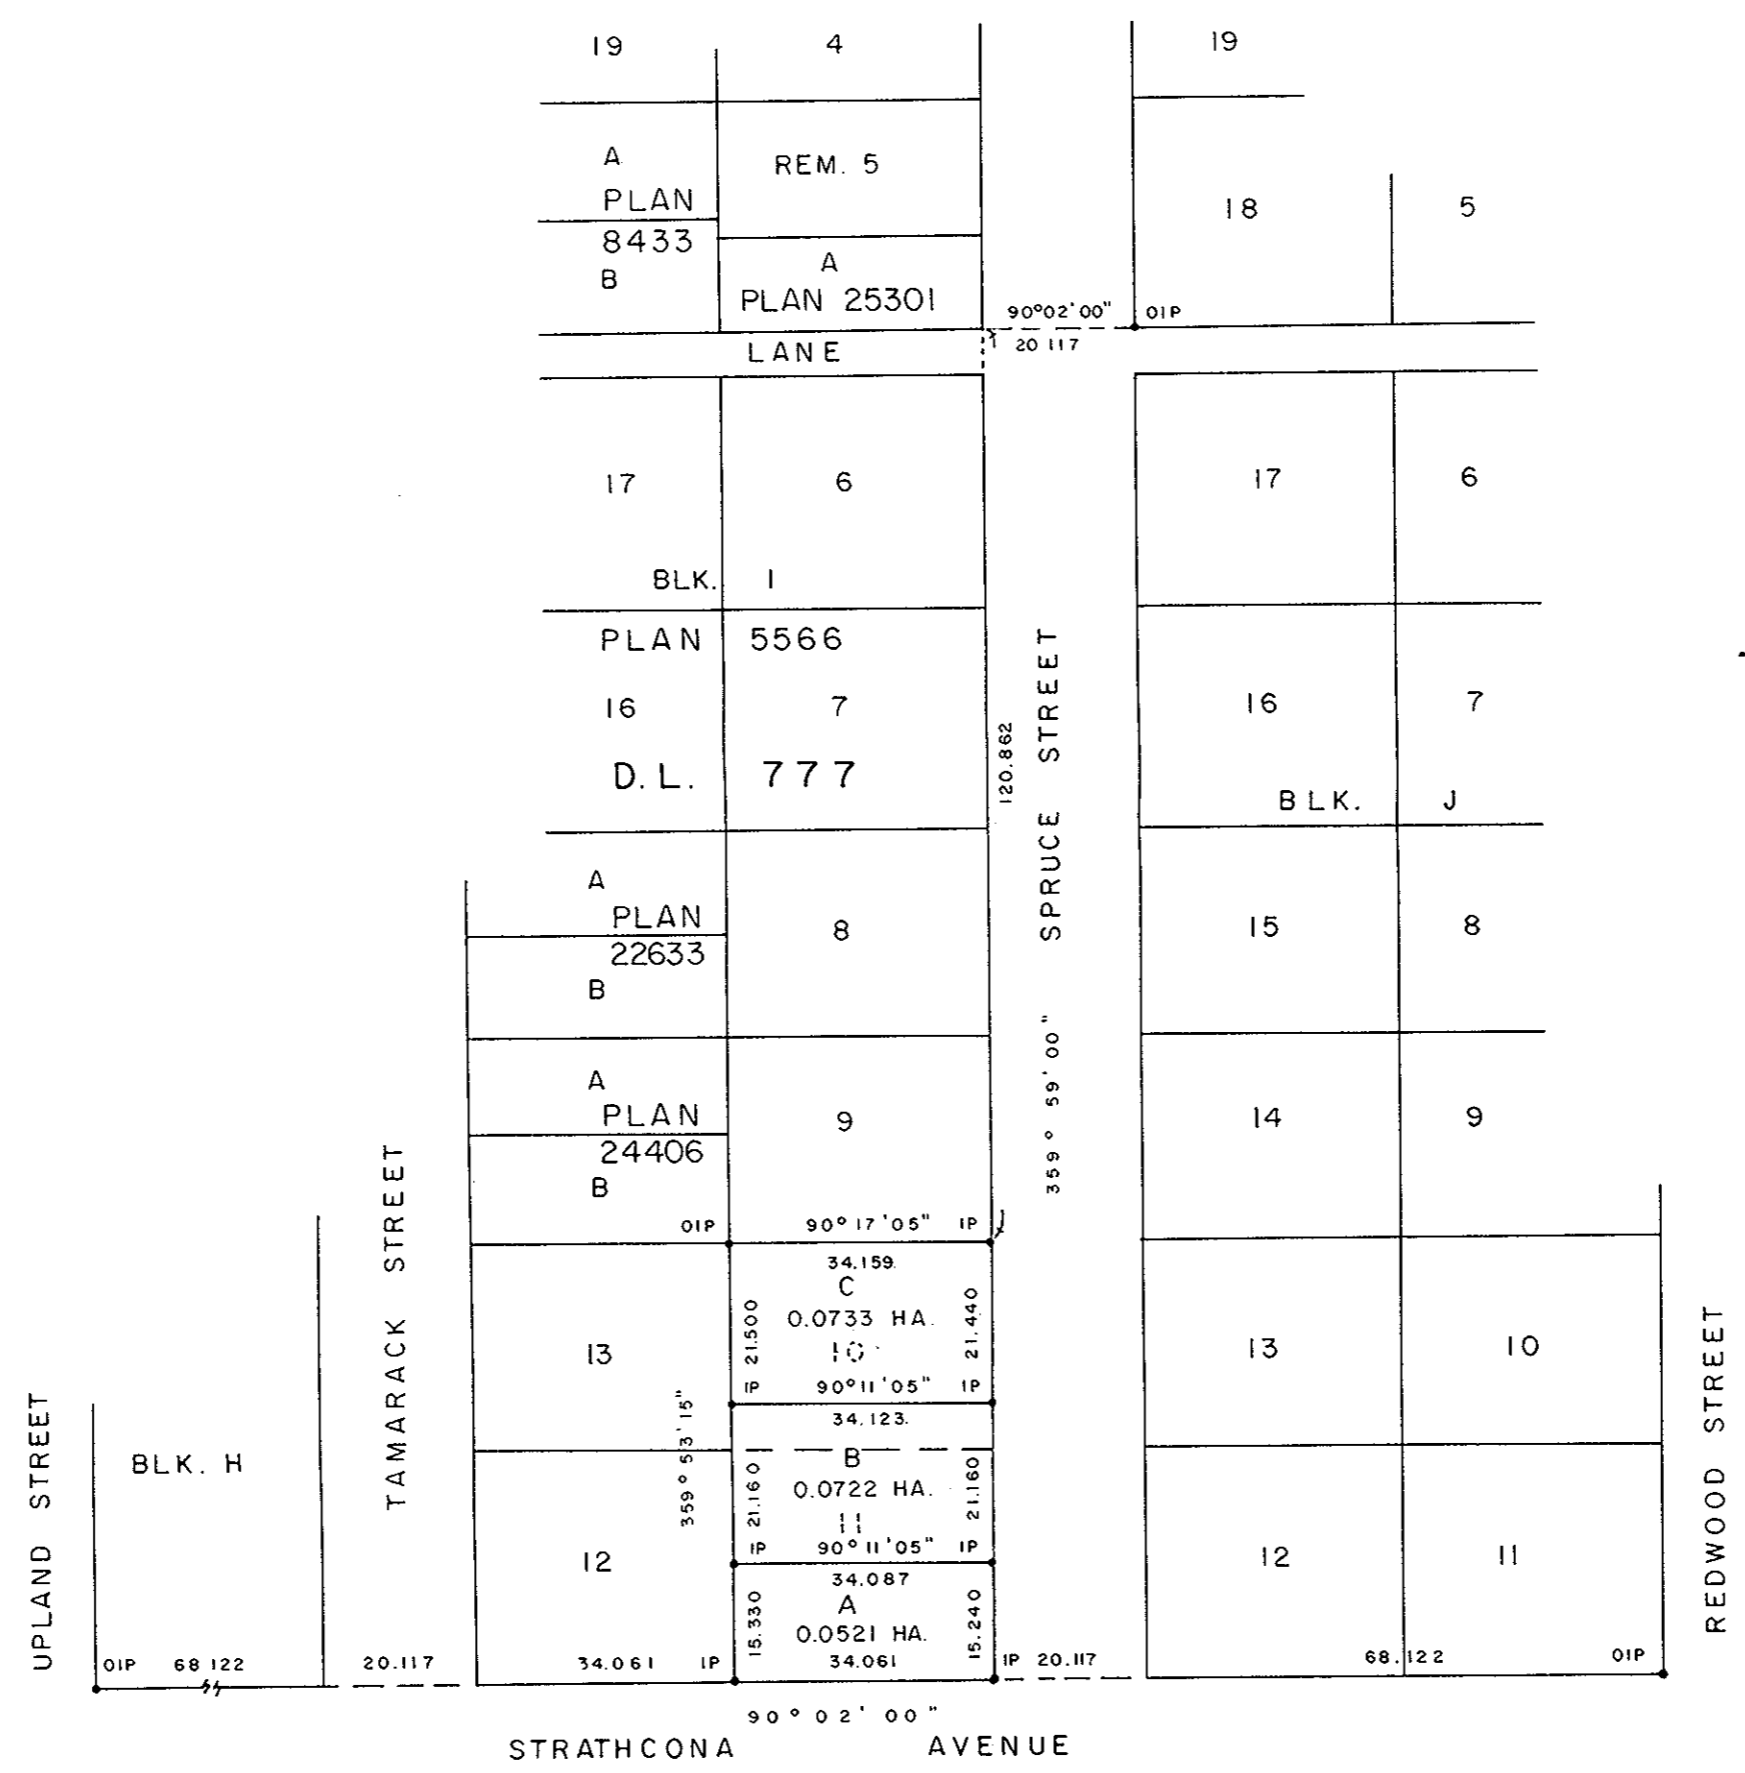 19 4 19
A
PLAN
8433
B
REM. 5
A
PLAN 25301
18 5
90°02'00" OIP
20 117
LANE
17 6 17 6
BLK. I
PLAN 5566
16 7 16 7
D.L. 777
BLK. J
120.862
SPRUCE STREET
359° 59' 00"
A
PLAN
22633
B
8 15 8
A
PLAN
24406
B
9 14 9
OIP 90° 17 '05" IP
34.159
C
0.0733 HA.
10
21.500
21.440
IP 90° 11 '05" IP
34.123.
13 13 10
359° 53' 15"
B
0.0722 HA.
11
21.160
21.160
IP 90° 11 '05" IP
34.087
A
0.0521 HA.
15.330
15.240
12 12 11
BLK. H
UPLAND STREET
TAMARACK STREET
REDWOOD STREET
OIP 68 122 20.117 34.061 IP 34.061 IP 20.117 68.122 OIP
90° 02' 00"
STRATHCONA AVENUE